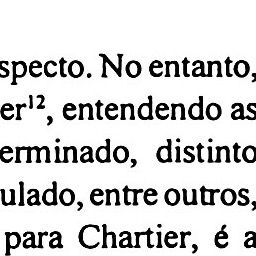 specto. No entanto,
er¹², entendendo as
erminado, distinto
ulado, entre outros,
para Chartier, é a